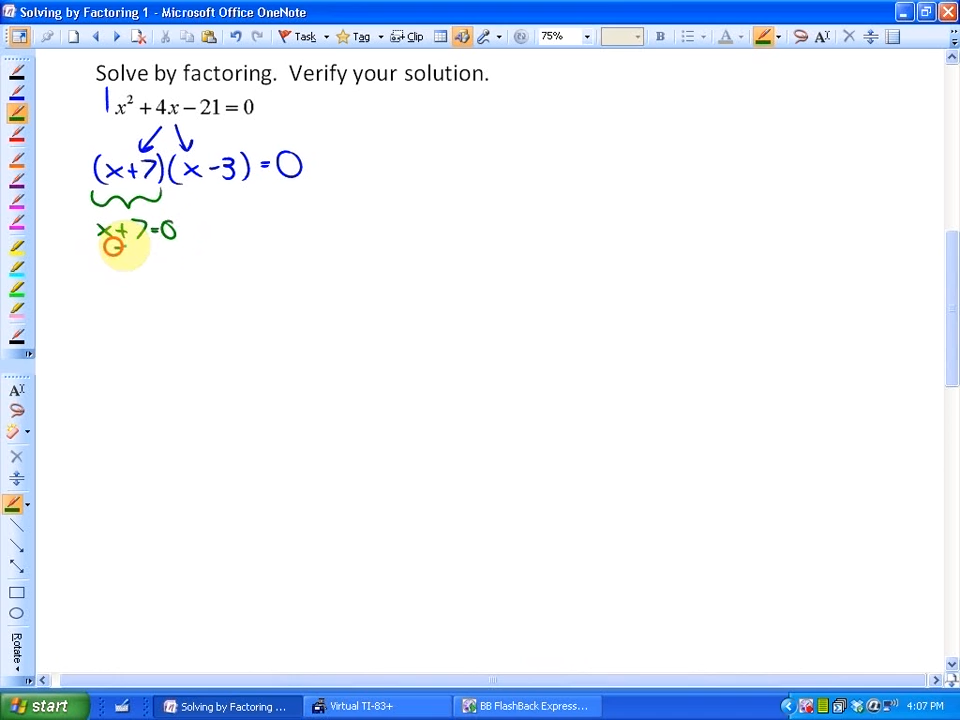 Solving by Factoring 1 - Microsoft Office OneNote
Task Tag Clip 75% B A A
Solve by factoring. Verify your solution.
1x² + 4x − 21 = 0
(x+7)(x-3) = 0
x+7=0
A
Rotate
start Solving by Factoring ... Virtual TI-83+ BB FlashBack Express... 4:07 PM